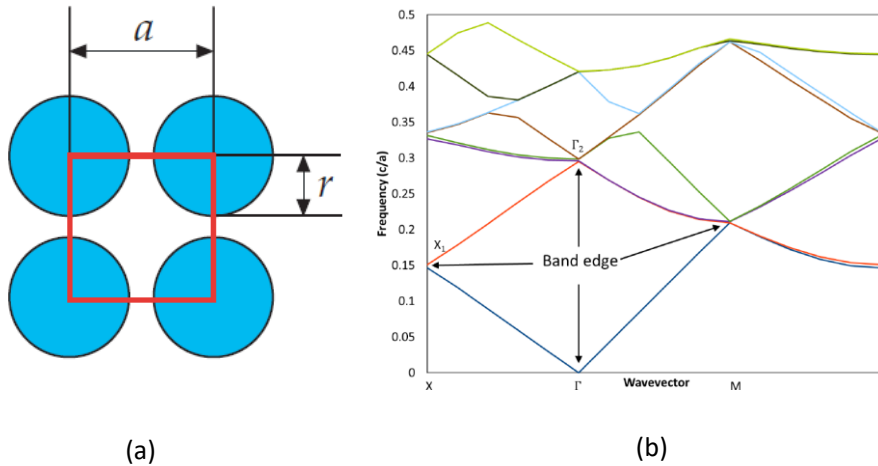 a
r
(a)
0.5
0.45
0.4
0.35
0.3
0.25
0.2
0.15
0.1
0.05
0
Frequency (c/a)
Γ₂
X₁
Band edge
X
Γ
Wavevector
M
(b)